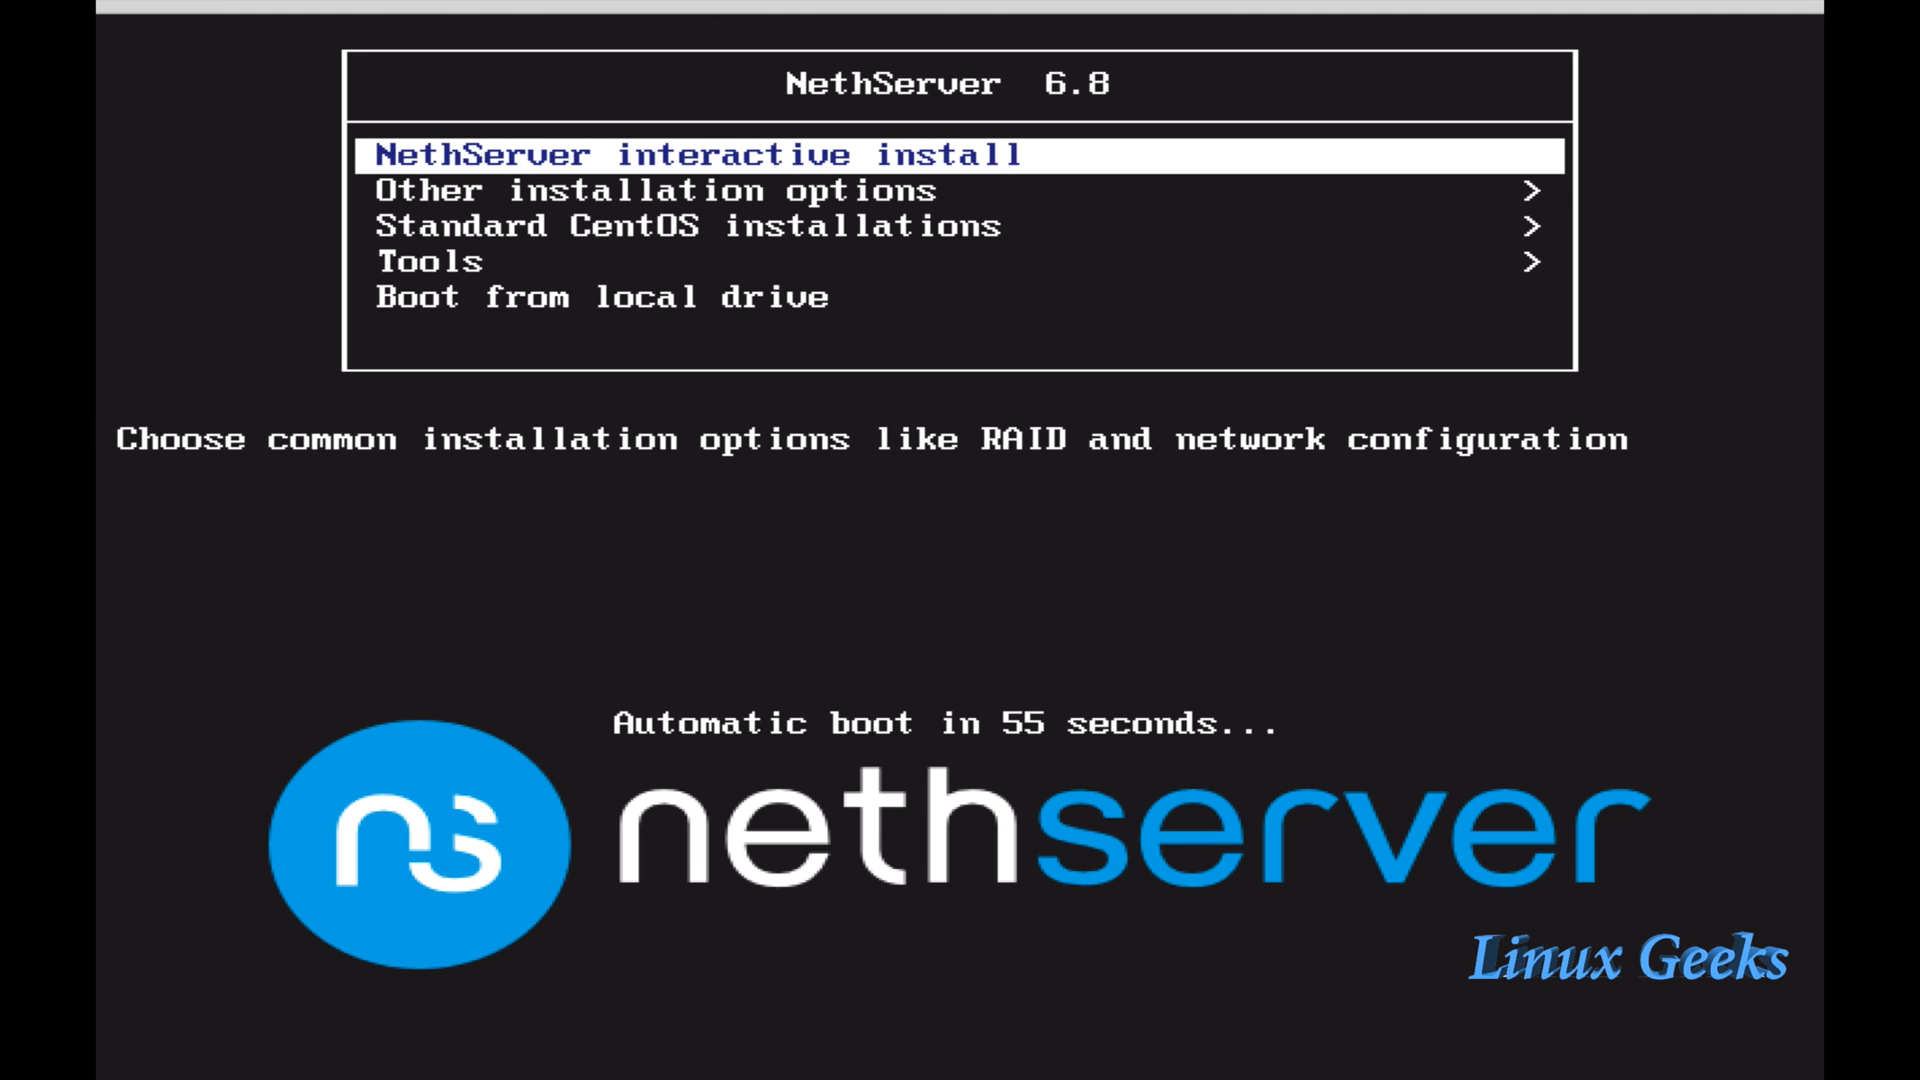 NethServer 6.8
NethServer interactive install
Other installation options >
Standard CentOS installations >
Tools >
Boot from local drive
Choose common installation options like RAID and network configuration
Automatic boot in 55 seconds...
ns nethserver
Linux Geeks